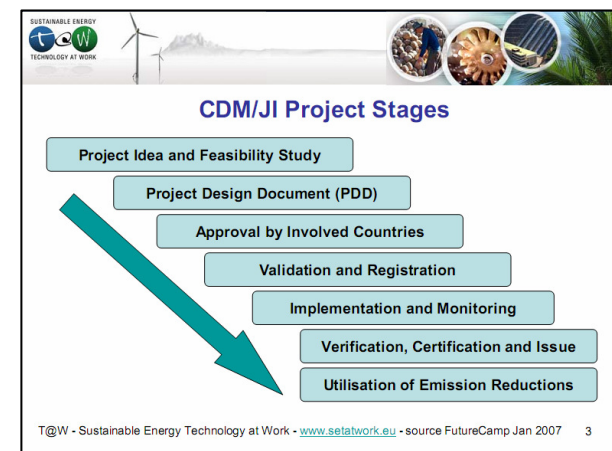 SUSTAINABLE ENERGY
t@W
TECHNOLOGY AT WORK
CDM/JI Project Stages
Project Idea and Feasibility Study
Project Design Document (PDD)
Approval by Involved Countries
Validation and Registration
Implementation and Monitoring
Verification, Certification and Issue
Utilisation of Emission Reductions
T@W - Sustainable Energy Technology at Work - www.setatwork.eu - source FutureCamp Jan 2007 3